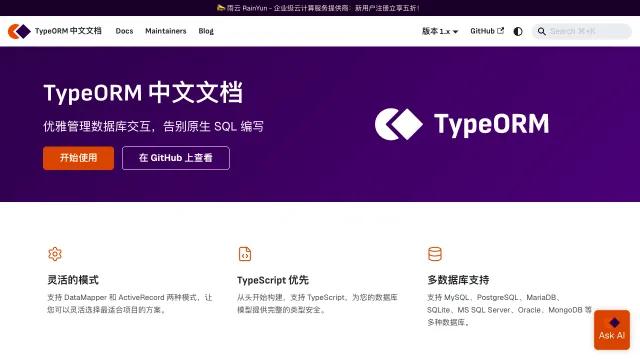 雨云 RainYun - 企业级云计算服务提供商：新用户注册立享五折！
TypeORM 中文文档 Docs Maintainers Blog 版本 1.x GitHub Search ⌘+K
TypeORM 中文文档
优雅管理数据库交互，告别原生 SQL 编写
开始使用 在 GitHub 上查看
TypeORM
灵活的模式
支持 DataMapper 和 ActiveRecord 两种模式，让
您可以灵活选择最适合项目的方案。
TypeScript 优先
从头开始构建，支持 TypeScript，为您的数据库
模型提供完整的类型安全。
多数据库支持
支持 MySQL、PostgreSQL、MariaDB、
SQLite、MS SQL Server、Oracle、MongoDB 等
多种数据库。
Ask AI